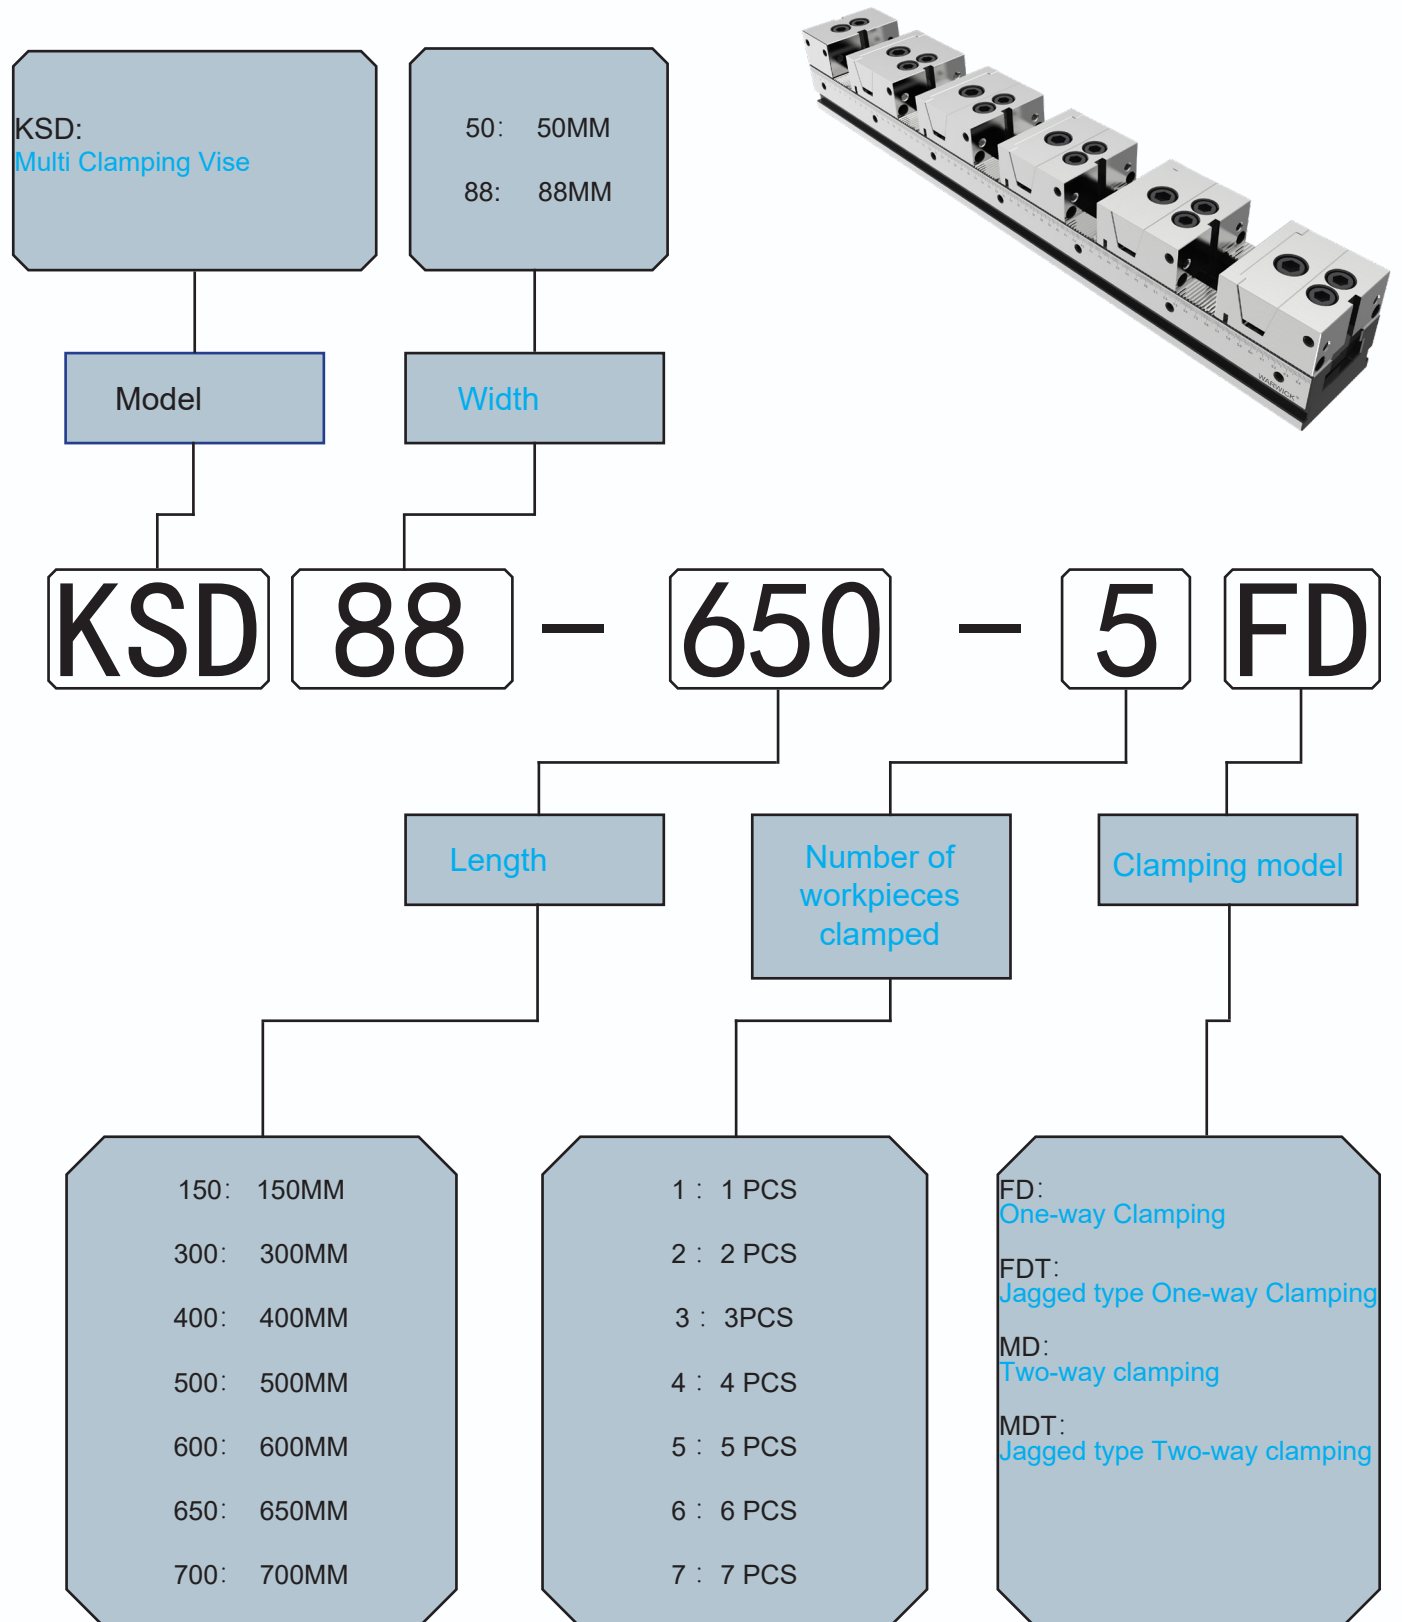 KSD:
Multi Clamping Vise
50： 50MM
88: 88MM
WARWICK®
Model
Width
KSD 88 — 650 — 5 FD
Length
Number of
workpieces
clamped
Clamping model
150： 150MM
300： 300MM
400： 400MM
500： 500MM
600： 600MM
650： 650MM
700： 700MM
1： 1 PCS
2： 2 PCS
3： 3PCS
4： 4 PCS
5： 5 PCS
6： 6 PCS
7： 7 PCS
FD：
One-way Clamping
FDT：
Jagged type One-way Clamping
MD：
Two-way clamping
MDT：
Jagged type Two-way clamping